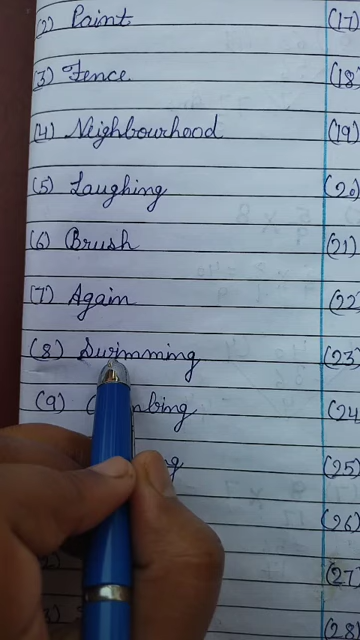 (2) Paint (17)
(3) Fence (18)
(4) Neighbourhood (19)
(5) Laughing (20)
(6) Brush (21)
(7) Again (22
(8) Swimming (23)
(9) (24
(25)
(26)
(27)
(28)